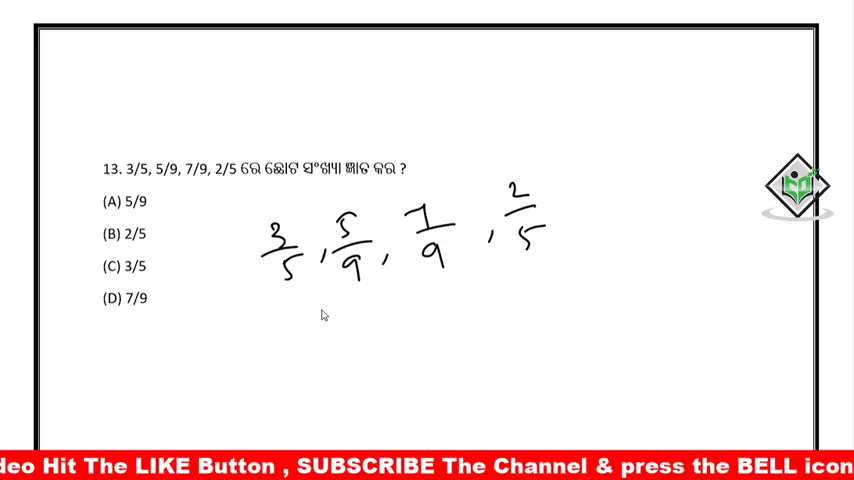 13. 3/5, 5/9, 7/9, 2/5 ରେ ଛୋଟ ସଂଖ୍ୟା ଜ୍ଞାତ କର ?
(A) 5/9
(B) 2/5
(C) 3/5
(D) 7/9
3/5, 5/9, 7/9, 2/5
deo Hit The LIKE Button , SUBSCRIBE The Channel & press the BELL icon